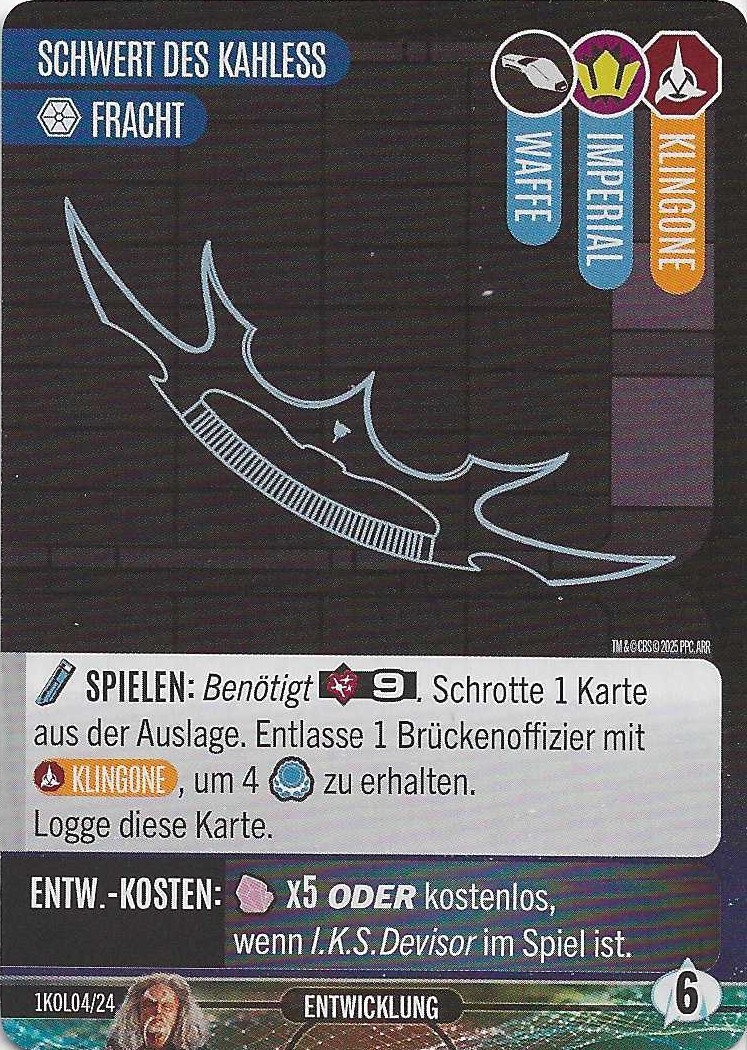 SCHWERT DES KAHLESS
FRACHT
WAFFE
IMPERIAL
KLINGONE
TM & © CBS © 2025 PPC. ARR
SPIELEN: Benötigt 9. Schrotte 1 Karte
aus der Auslage. Entlasse 1 Brückenoffizier mit
KLINGONE, um 4 zu erhalten.
Logge diese Karte.
ENTW.-KOSTEN: X5 ODER kostenlos,
wenn I.K.S. Devisor im Spiel ist.
1KOL04/24
ENTWICKLUNG
6